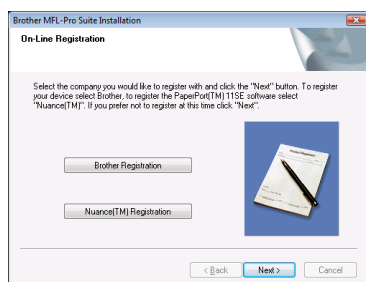 Brother MFL-Pro Suite Installation
On-Line Registration
Select the company you would like to register with and click the "Next" button. To register
your device select Brother, to register the PaperPort(TM) 11SE software select
"Nuance(TM)". If you prefer not to register at this time click "Next".
Brother Registration
Nuance(TM) Registration
< Back
Next >
Cancel